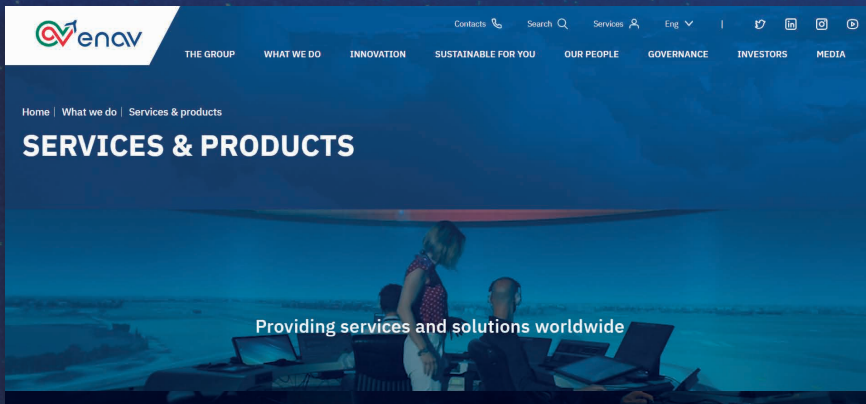 enav
Contacts Search Services Eng |
THE GROUP WHAT WE DO INNOVATION SUSTAINABLE FOR YOU OUR PEOPLE GOVERNANCE INVESTORS MEDIA
Home | What we do | Services & products
SERVICES & PRODUCTS
Providing services and solutions worldwide